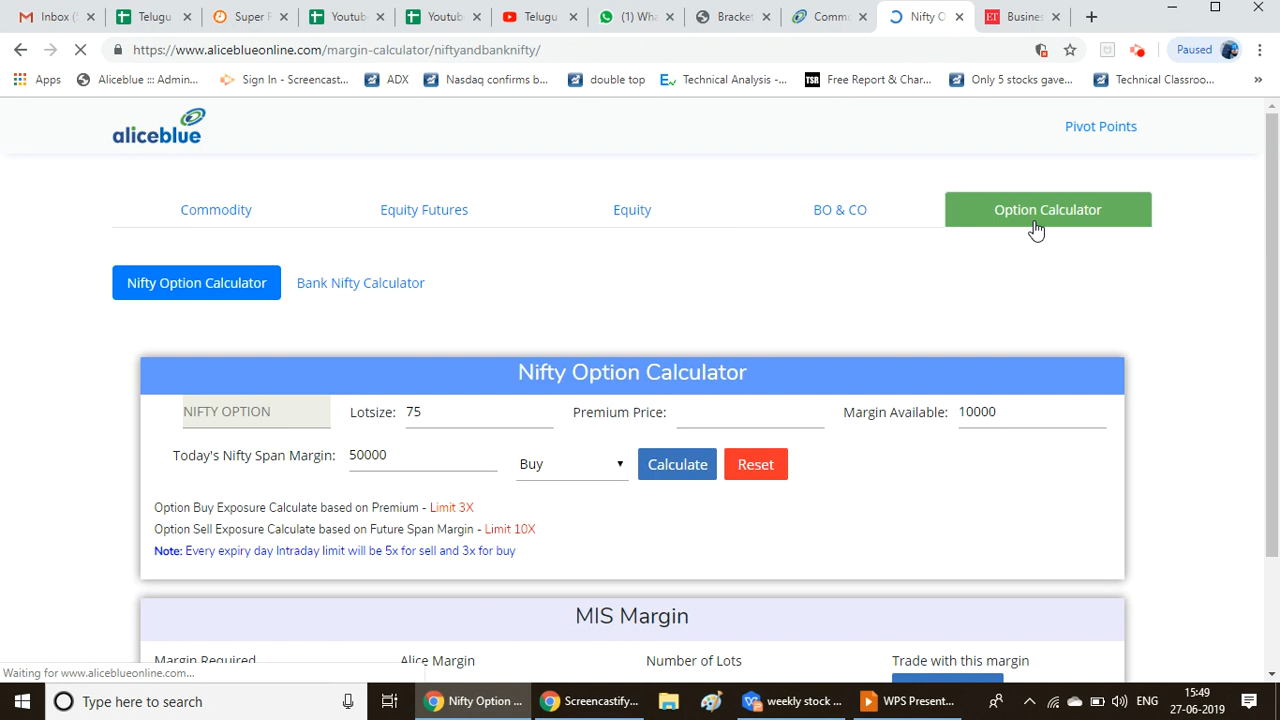 Inbox (
Telugu
Super F
Youtub
Youtub
Telugu
(1) Wha
Bracket
Commu
Nifty O
Busines
https://www.aliceblueonline.com/margin-calculator/niftyandbanknifty/
Paused
Apps
Aliceblue ::: Admin...
Sign In - Screencast...
ADX
Nasdaq confirms b...
double top
Technical Analysis -...
TSR
Free Report & Char...
Only 5 stocks gave...
Technical Classroo...
aliceblue
Pivot Points
Commodity
Equity Futures
Equity
BO & CO
Option Calculator
Nifty Option Calculator
Bank Nifty Calculator
Nifty Option Calculator
NIFTY OPTION Lotsize: 75 Premium Price: Margin Available: 10000
Today's Nifty Span Margin: 50000 Buy Calculate Reset
Option Buy Exposure Calculate based on Premium - Limit 3X
Option Sell Exposure Calculate based on Future Span Margin - Limit 10X
Note: Every expiry day Intraday limit will be 5x for sell and 3x for buy
MIS Margin
Margin Required Alice Margin Number of Lots Trade with this margin
Waiting for www.aliceblueonline.com...
Type here to search
Nifty Option ...
Screencastify...
weekly stock ...
WPS Present...
ENG
15:49
27-06-2019